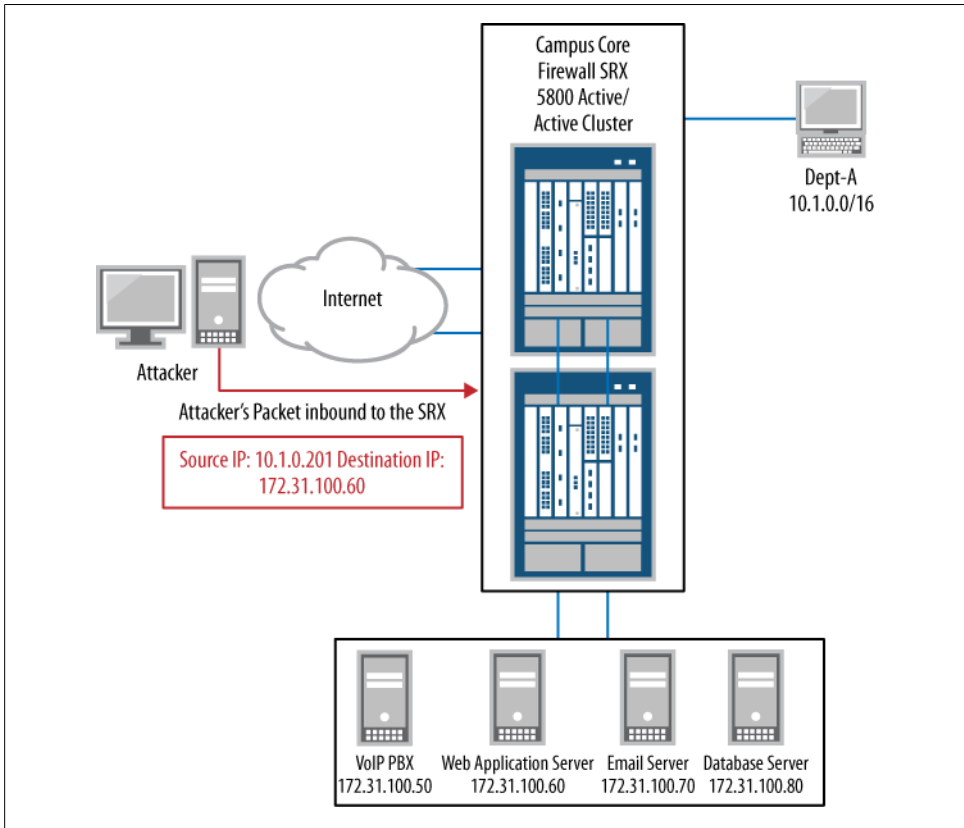 Campus Core
Firewall SRX
5800 Active/
Active Cluster
Dept-A
10.1.0.0/16
Internet
Attacker
Attacker's Packet inbound to the SRX
Source IP: 10.1.0.201 Destination IP:
172.31.100.60
VoIP PBX
172.31.100.50
Web Application Server
172.31.100.60
Email Server
172.31.100.70
Database Server
172.31.100.80